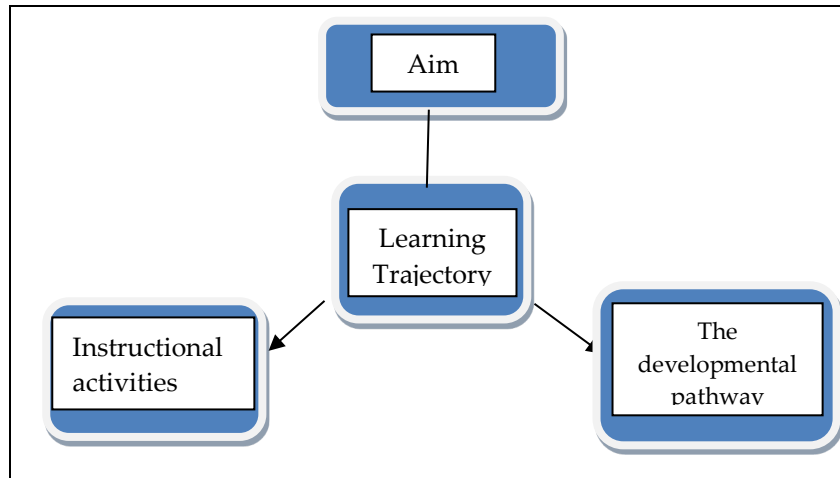 Aim
Learning
Trajectory
Instructional
activities
The
developmental
pathway